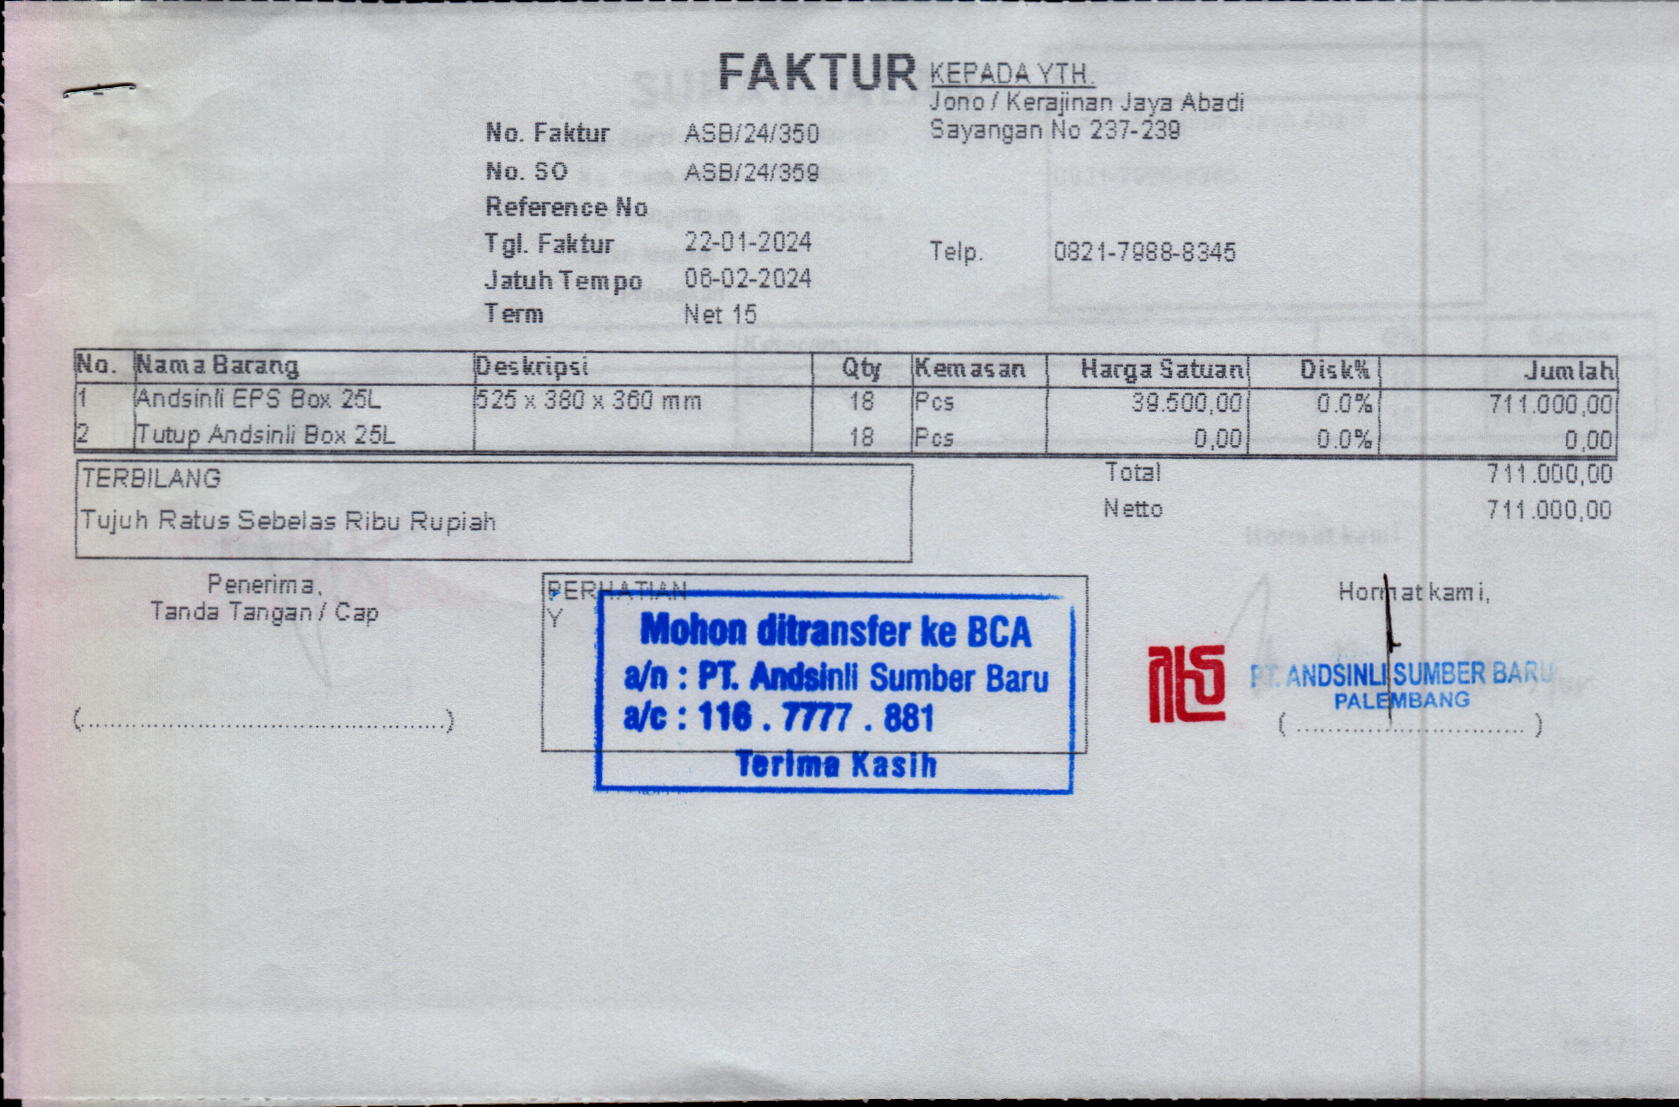 FAKTUR
No. Faktur ASB/24/350
No. SO ASB/24/359
Reference No
Tgl. Faktur 22-01-2024
Jatuh Tempo 06-02-2024
Term Net 15
KEPADA YTH.
Jono / Kerajinan Jaya Abadi
Sayangan No 237-239
Telp. 0821-7988-8345
No. Nama Barang Deskripsi Qty Kemasan Harga Satuan Disk% Jumlah
1 Andsinli EPS Box 25L 525 x 380 x 360 mm 18 Pcs 39.500,00 0.0% 711.000,00
2 Tutup Andsinli Box 25L 18 Pcs 0,00 0.0% 0,00
Total 711.000,00
Netto 711.000,00
TERBILANG
Tujuh Ratus Sebelas Ribu Rupiah
Penerima,
Tanda Tangan / Cap
(..........................................)
PERHATIAN
Y
Mohon ditransfer ke BCA
a/n : PT. Andsinli Sumber Baru
a/c : 116 . 7777 . 881
Terima Kasih
Hormat kami,
PT. ANDSINLI SUMBER BARU
PALEMBANG
( ............................ )